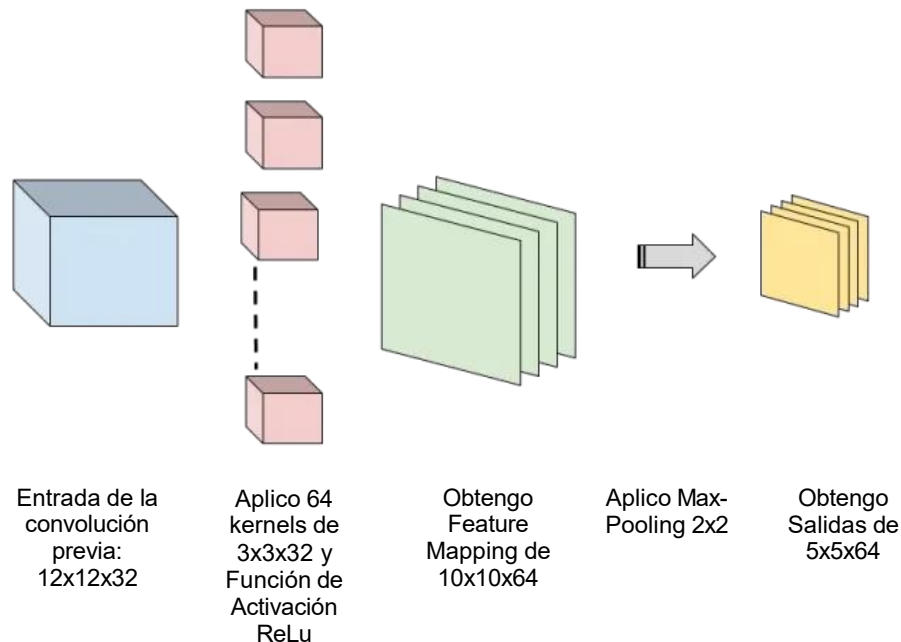 Entrada de la
convolución
previa:
12x12x32
Aplico 64
kernels de
3x3x32 y
Función de
Activación
ReLu
Obtengo
Feature
Mapping de
10x10x64
Aplico Max-
Pooling 2x2
Obtengo
Salidas de
5x5x64